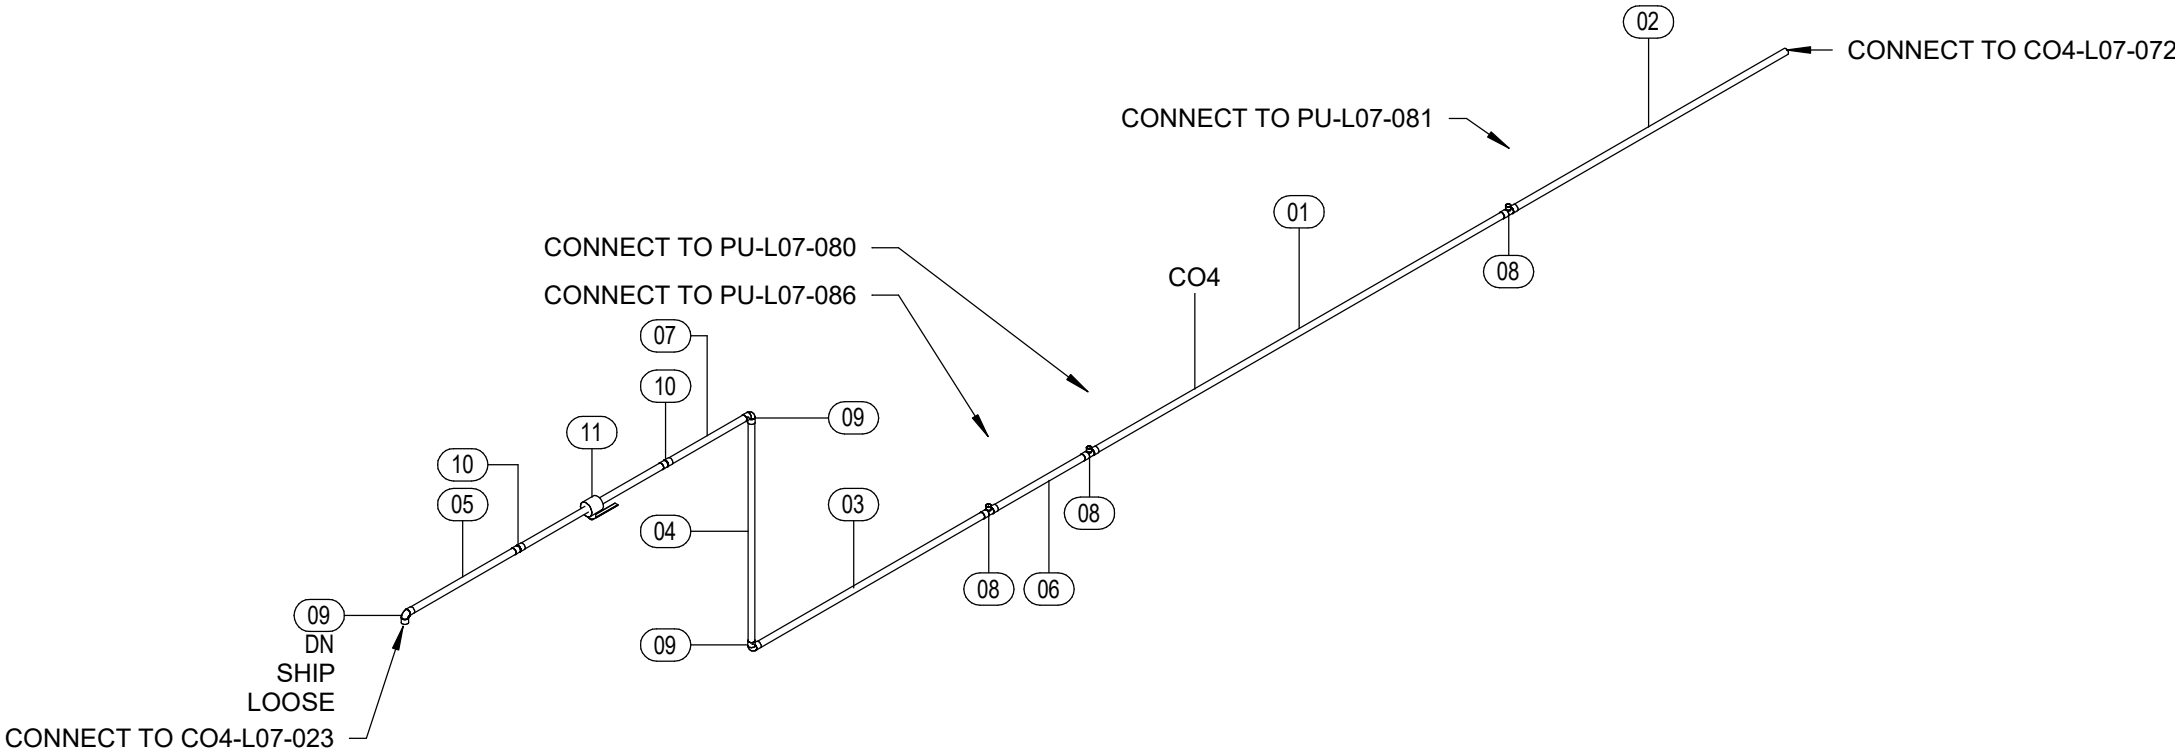 02
CONNECT TO CO4-L07-072
CONNECT TO PU-L07-081
01
CONNECT TO PU-L07-080
08
CO4
CONNECT TO PU-L07-086
07
10
09
11
10
05
03
04
08
08
06
09
09
DN
SHIP
LOOSE
CONNECT TO CO4-L07-023